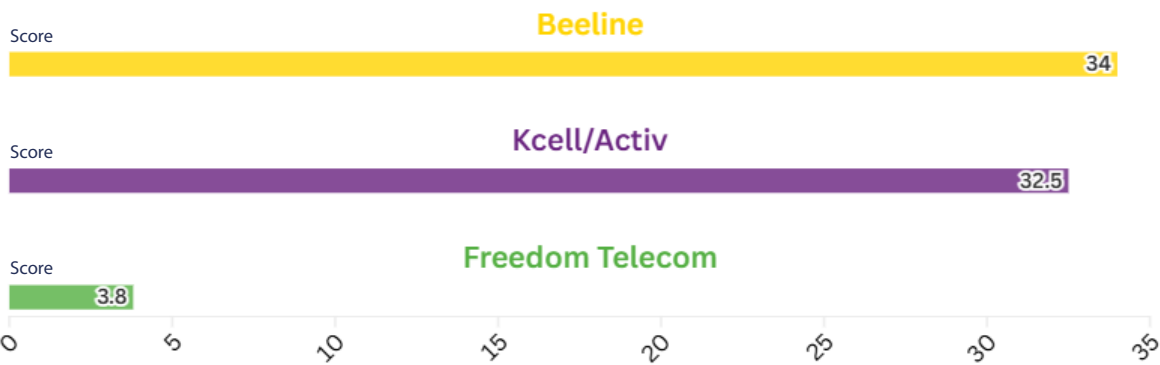 Beeline
Score
34
Kcell/Activ
Score
32.5
Freedom Telecom
Score
3.8
0 5 10 15 20 25 30 35